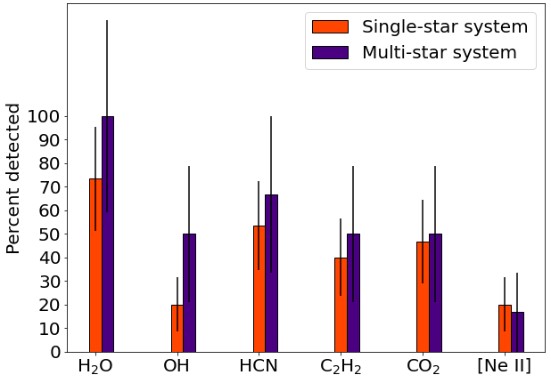 Single-star system
Multi-star system
Percent detected
100
90
80
70
60
50
40
30
20
10
0
H₂O OH HCN C₂H₂ CO₂ [Ne II]